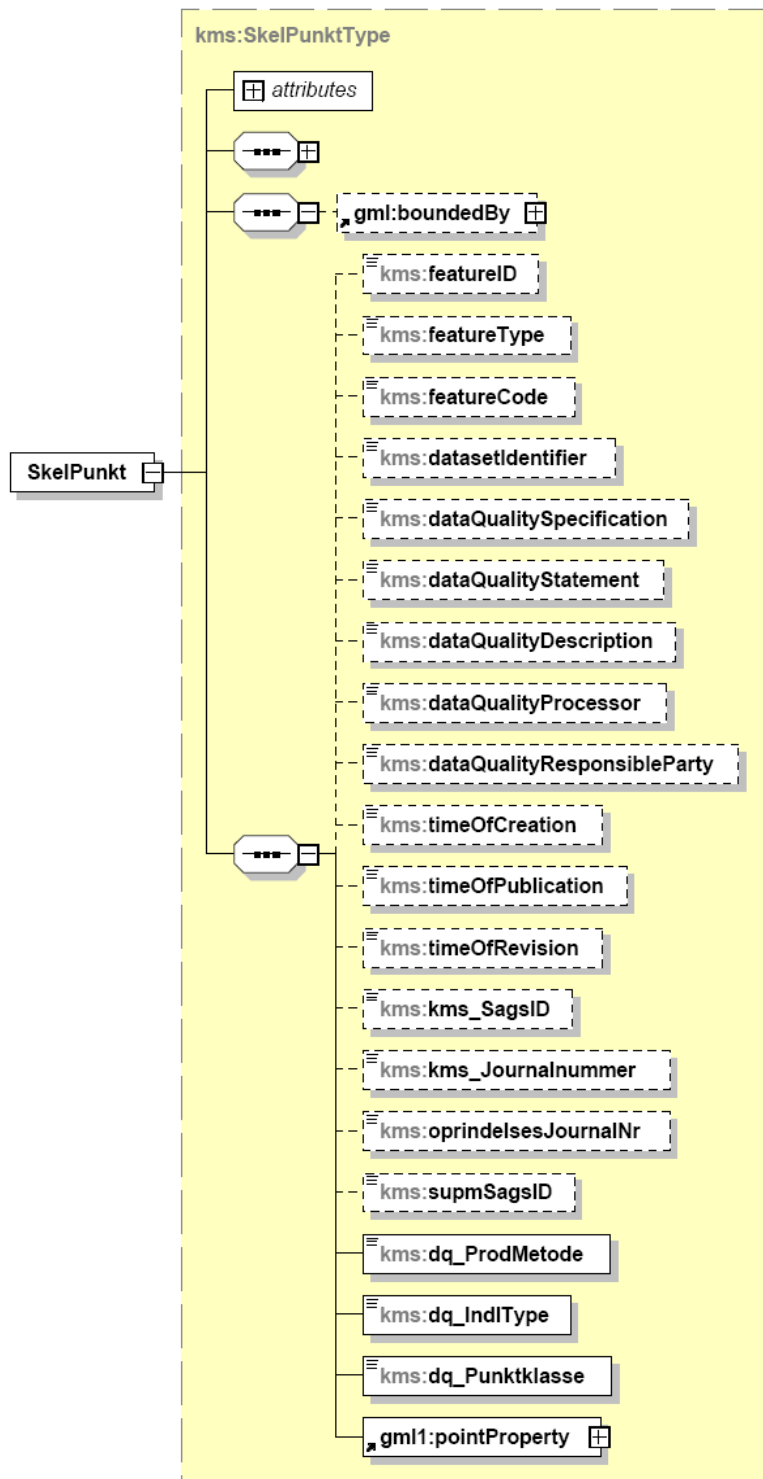 kms:SkelPunktType
attributes
gml:boundedBy
kms:featureID
kms:featureType
kms:featureCode
kms:datasetIdentifier
SkelPunkt
kms:dataQualitySpecification
kms:dataQualityStatement
kms:dataQualityDescription
kms:dataQualityProcessor
kms:dataQualityResponsibleParty
kms:timeOfCreation
kms:timeOfPublication
kms:timeOfRevision
kms:kms_SagsID
kms:kms_Journalnummer
kms:oprindelsesJournalNr
kms:supmSagsID
kms:dq_ProdMetode
kms:dq_IndlType
kms:dq_Punktklasse
gml1:pointProperty